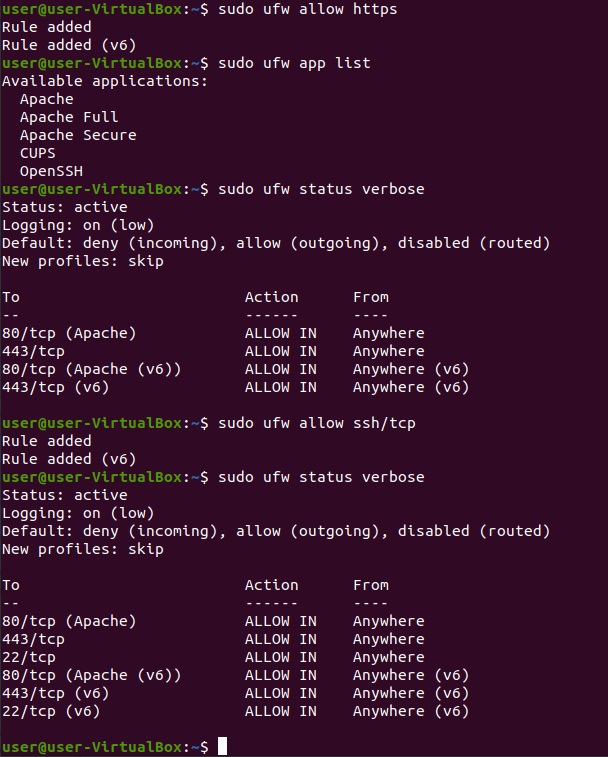 user@user-VirtualBox:~$ sudo ufw allow https
Rule added
Rule added (v6)
user@user-VirtualBox:~$ sudo ufw app list
Available applications:
  Apache
  Apache Full
  Apache Secure
  CUPS
  OpenSSH
user@user-VirtualBox:~$ sudo ufw status verbose
Status: active
Logging: on (low)
Default: deny (incoming), allow (outgoing), disabled (routed)
New profiles: skip

To                         Action      From
--                         ------      ----
80/tcp (Apache)            ALLOW IN    Anywhere
443/tcp                    ALLOW IN    Anywhere
80/tcp (Apache (v6))       ALLOW IN    Anywhere (v6)
443/tcp (v6)               ALLOW IN    Anywhere (v6)

user@user-VirtualBox:~$ sudo ufw allow ssh/tcp
Rule added
Rule added (v6)
user@user-VirtualBox:~$ sudo ufw status verbose
Status: active
Logging: on (low)
Default: deny (incoming), allow (outgoing), disabled (routed)
New profiles: skip

To                         Action      From
--                         ------      ----
80/tcp (Apache)            ALLOW IN    Anywhere
443/tcp                    ALLOW IN    Anywhere
22/tcp                     ALLOW IN    Anywhere
80/tcp (Apache (v6))       ALLOW IN    Anywhere (v6)
443/tcp (v6)               ALLOW IN    Anywhere (v6)
22/tcp (v6)                ALLOW IN    Anywhere (v6)

user@user-VirtualBox:~$